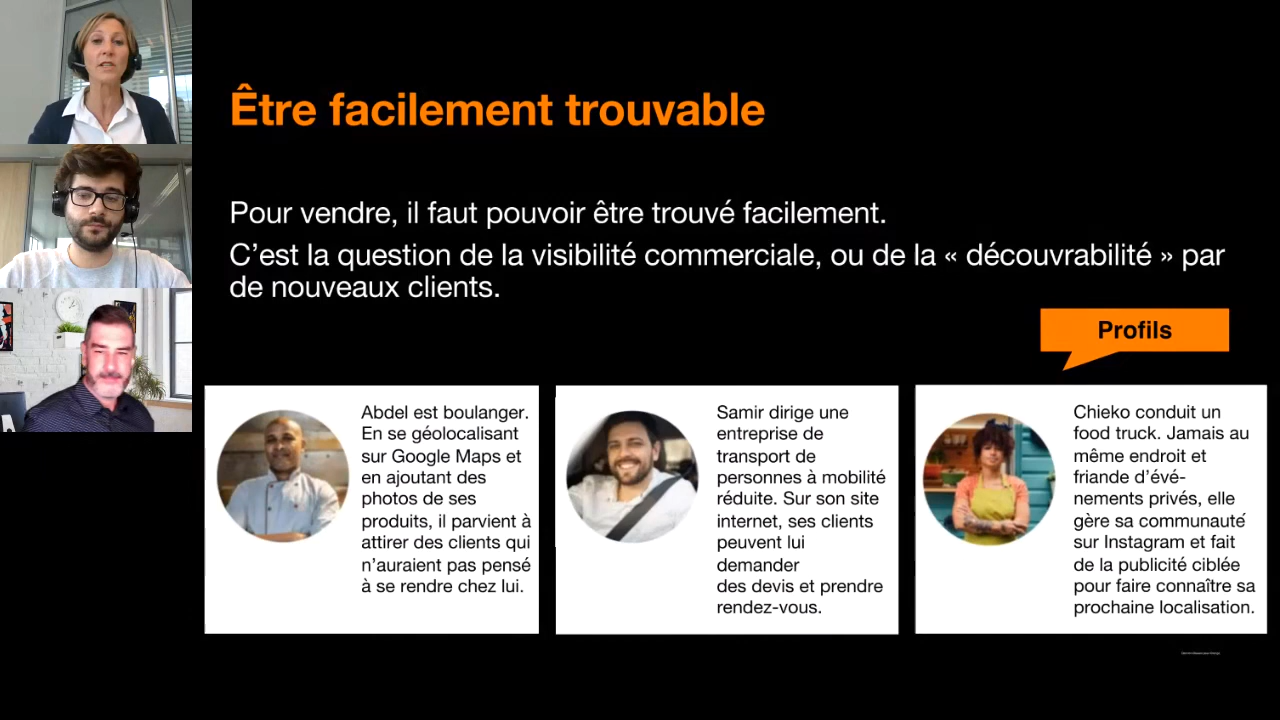 Être facilement trouvable
Pour vendre, il faut pouvoir être trouvé facilement.
C’est la question de la visibilité commerciale, ou de la « découvrabilité » par
de nouveaux clients.
Profils
Abdel est boulanger.
En se géolocalisant
sur Google Maps et
en ajoutant des
photos de ses
produits, il parvient à
attirer des clients qui
n’auraient pas pensé
à se rendre chez lui.
Samir dirige une
entreprise de
transport de
personnes à mobilité
réduite. Sur son site
internet, ses clients
peuvent lui
demander
des devis et prendre
rendez-vous.
Chieko conduit un
food truck. Jamais au
même endroit et
friande d’évé-
nements privés, elle
gère sa communauté
sur Instagram et fait
de la publicité ciblée
pour faire connaître sa
prochaine localisation.